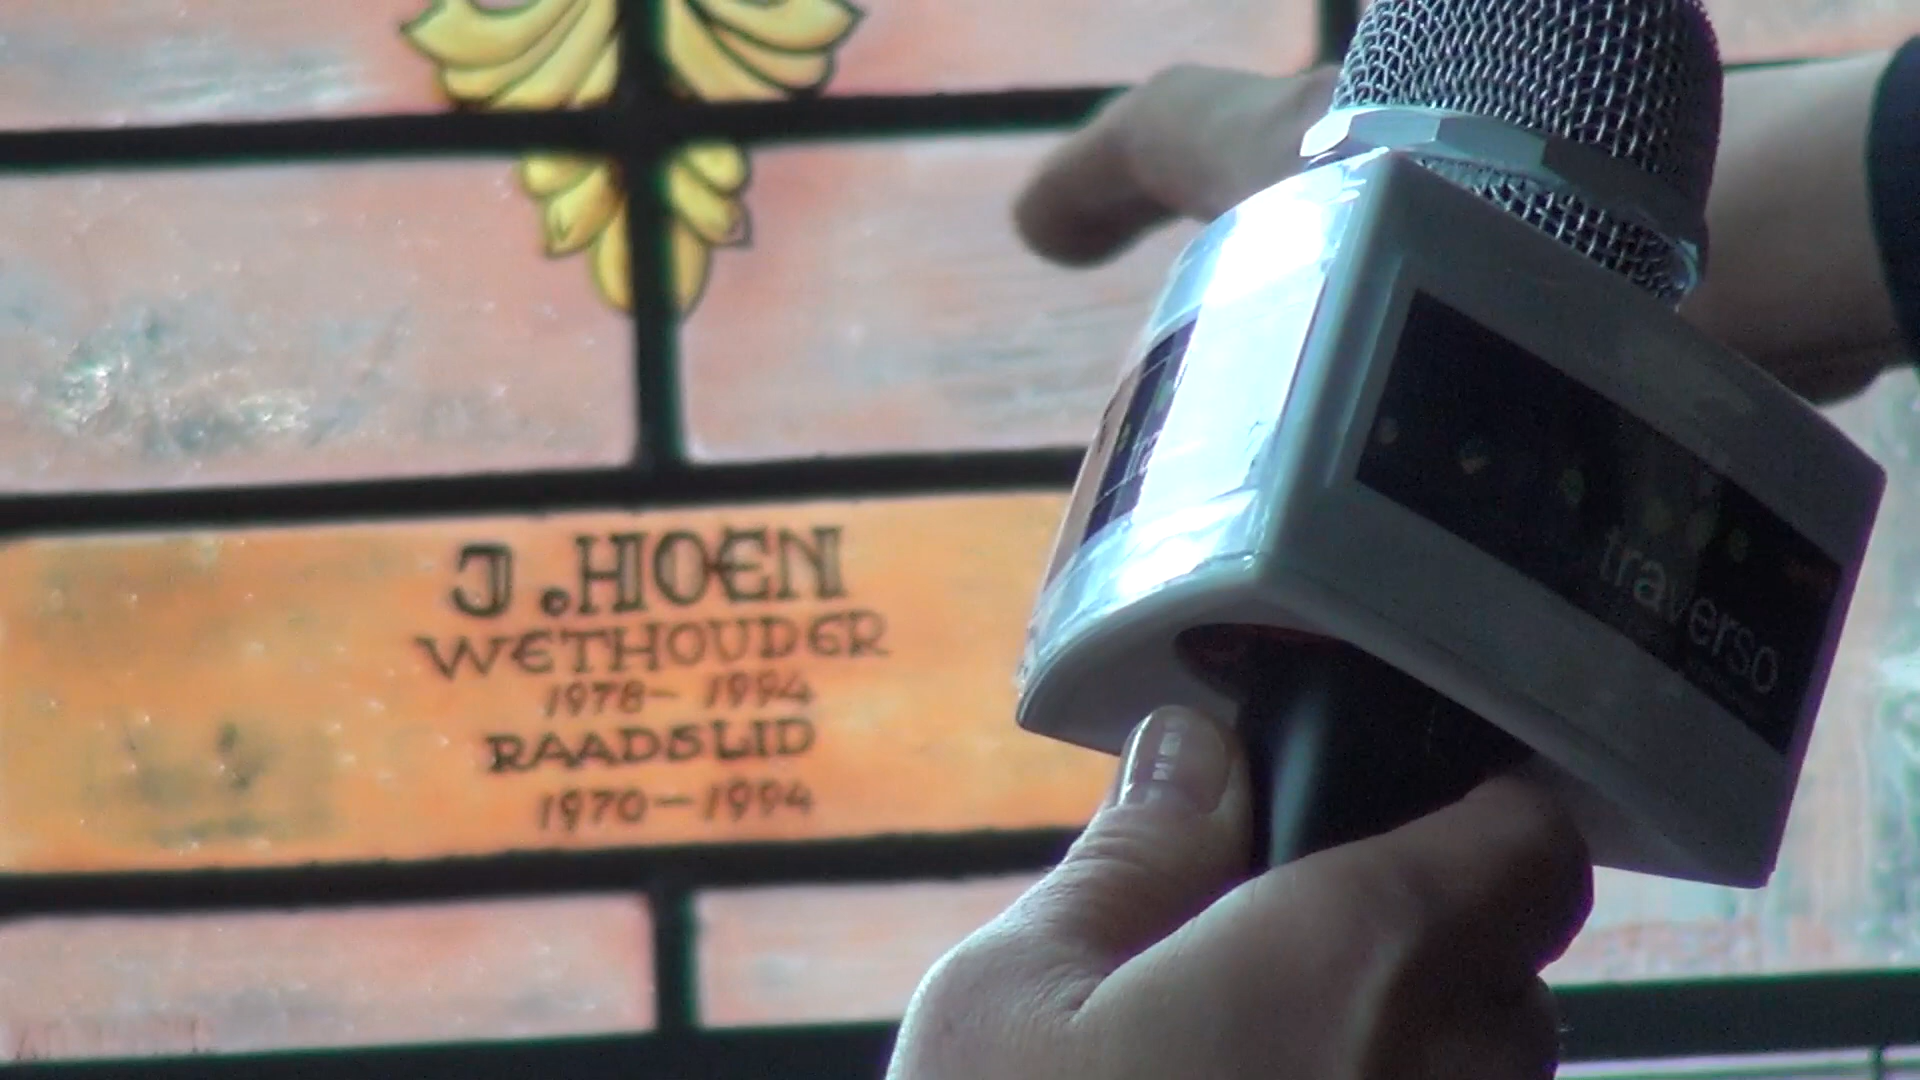 J. HOEN
WETHOUDER
1978- 1994
RAADSLID
1970-1994
traverso